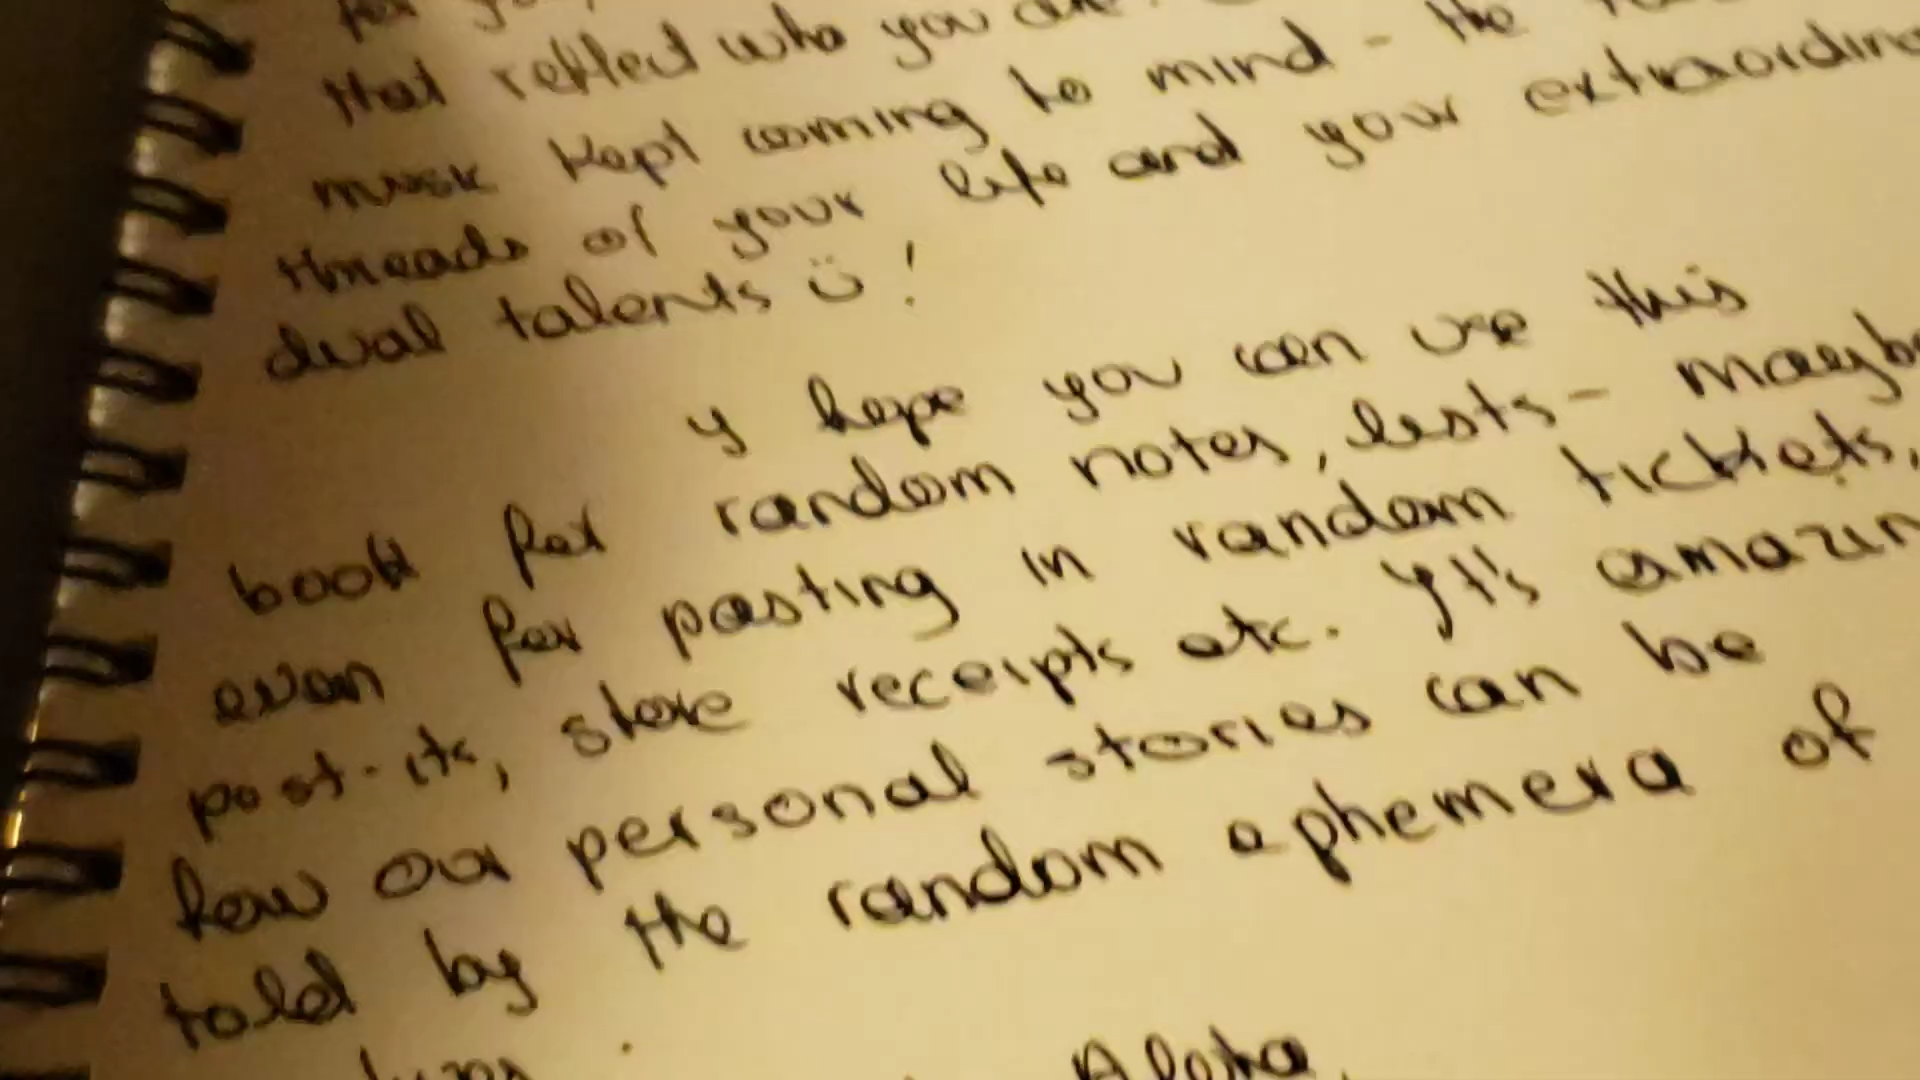 for you,
that reflect who you are.
music kept coming to mind - the
threads of your life and your extraordina
dual talents ü!
I hope you can use this
book for random notes, lists - mayb
even for pasting in random tickets,
post-its, store receipts etc. It's amazin
how our personal stories can be
told by the random ephemera of
Aloha,